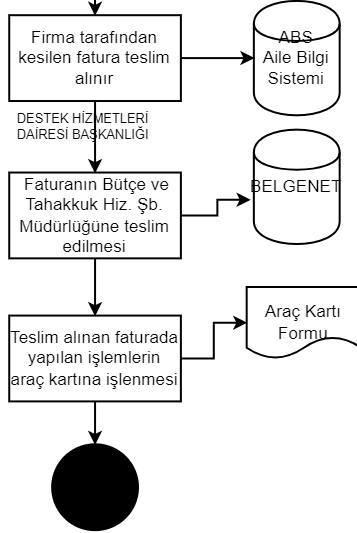 Firma tarafından
kesilen fatura teslim
alınır
ABS
Aile Bilgi
Sistemi
DESTEK HİZMETLERİ
DAİRESİ BAŞKANLIĞI
Faturanın Bütçe ve
Tahakkuk Hiz. Şb.
Müdürlüğüne teslim
edilmesi
BELGENET
Teslim alınan faturada
yapılan işlemlerin
araç kartına işlenmesi
Araç Kartı
Formu